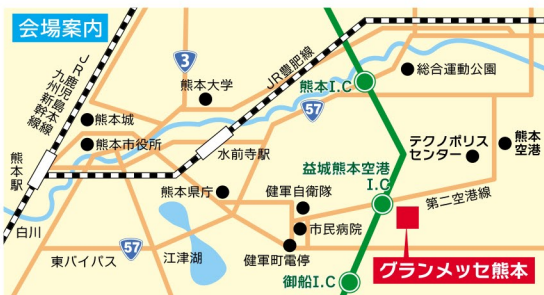 会場案内
JR鹿児島本線
九州新幹線
3
熊本大学
JR豊肥線
総合運動公園
熊本I.C
57
熊本城
熊本市役所
水前寺駅
テクノポリス
センター
熊本
空港
益城熊本空港
I.C
熊本駅
熊本県庁
健軍自衛隊
第二空港線
白川
市民病院
57
東バイパス
江津湖
健軍町電停
御船I.C
グランメッセ熊本